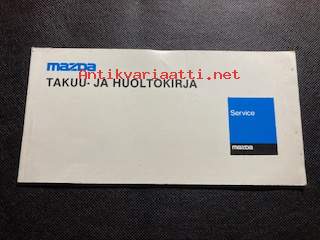 mazda
Antikvariaatti.net
TAKUU- JA HUOLTOKIRJA
Service
mazda